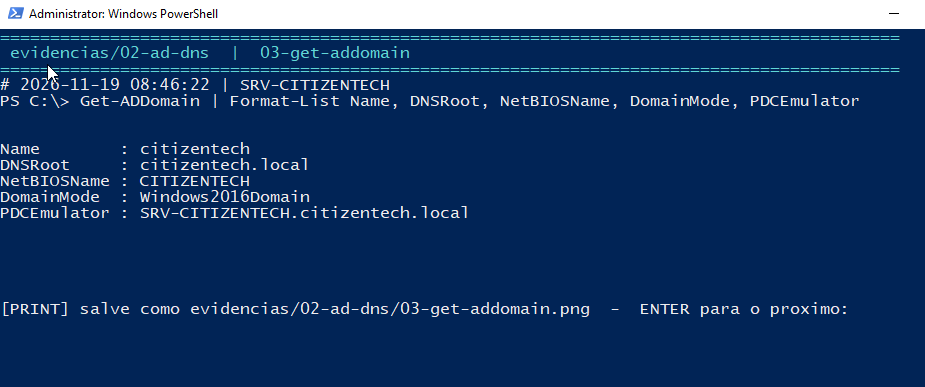 Administrator: Windows PowerShell
==========================================================================================
evidencias/02-ad-dns  |  03-get-addomain
==========================================================================================
# 2026-11-19 08:46:22 | SRV-CITIZENTECH
PS C:\> Get-ADDomain | Format-List Name, DNSRoot, NetBIOSName, DomainMode, PDCEmulator
Name        : citizentech
DNSRoot     : citizentech.local
NetBIOSName : CITIZENTECH
DomainMode  : Windows2016Domain
PDCEmulator : SRV-CITIZENTECH.citizentech.local
[PRINT] salve como evidencias/02-ad-dns/03-get-addomain.png  -  ENTER para o proximo: